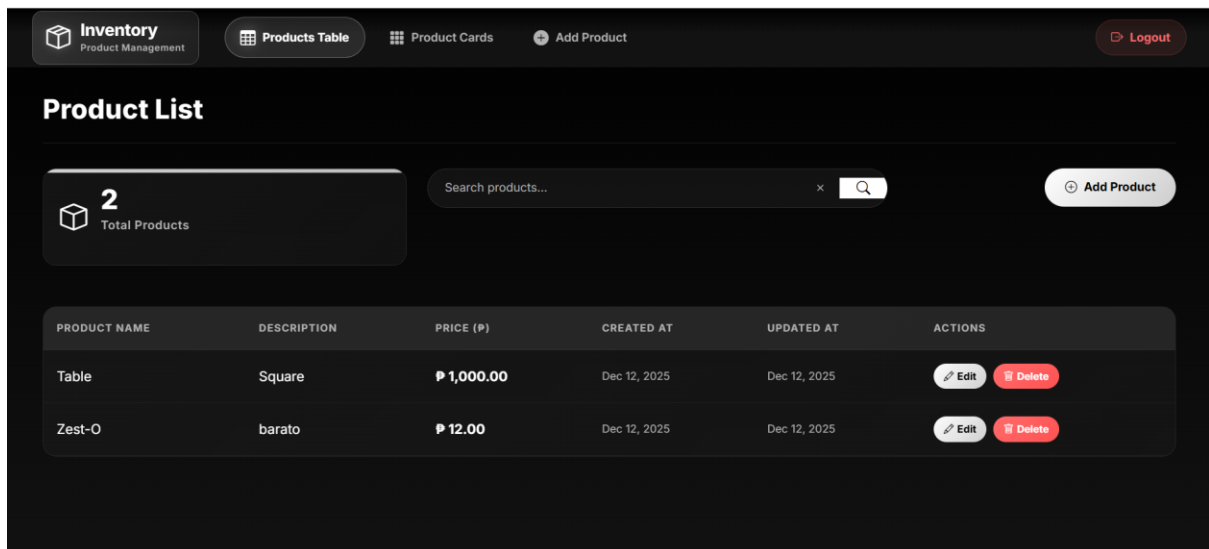 Inventory
Product Management
Products Table
Product Cards
Add Product
Logout
Product List
2
Total Products
Search products...
Add Product
PRODUCT NAME DESCRIPTION PRICE (₱) CREATED AT UPDATED AT ACTIONS
Table Square ₱ 1,000.00 Dec 12, 2025 Dec 12, 2025 Edit Delete
Zest-O barato ₱ 12.00 Dec 12, 2025 Dec 12, 2025 Edit Delete